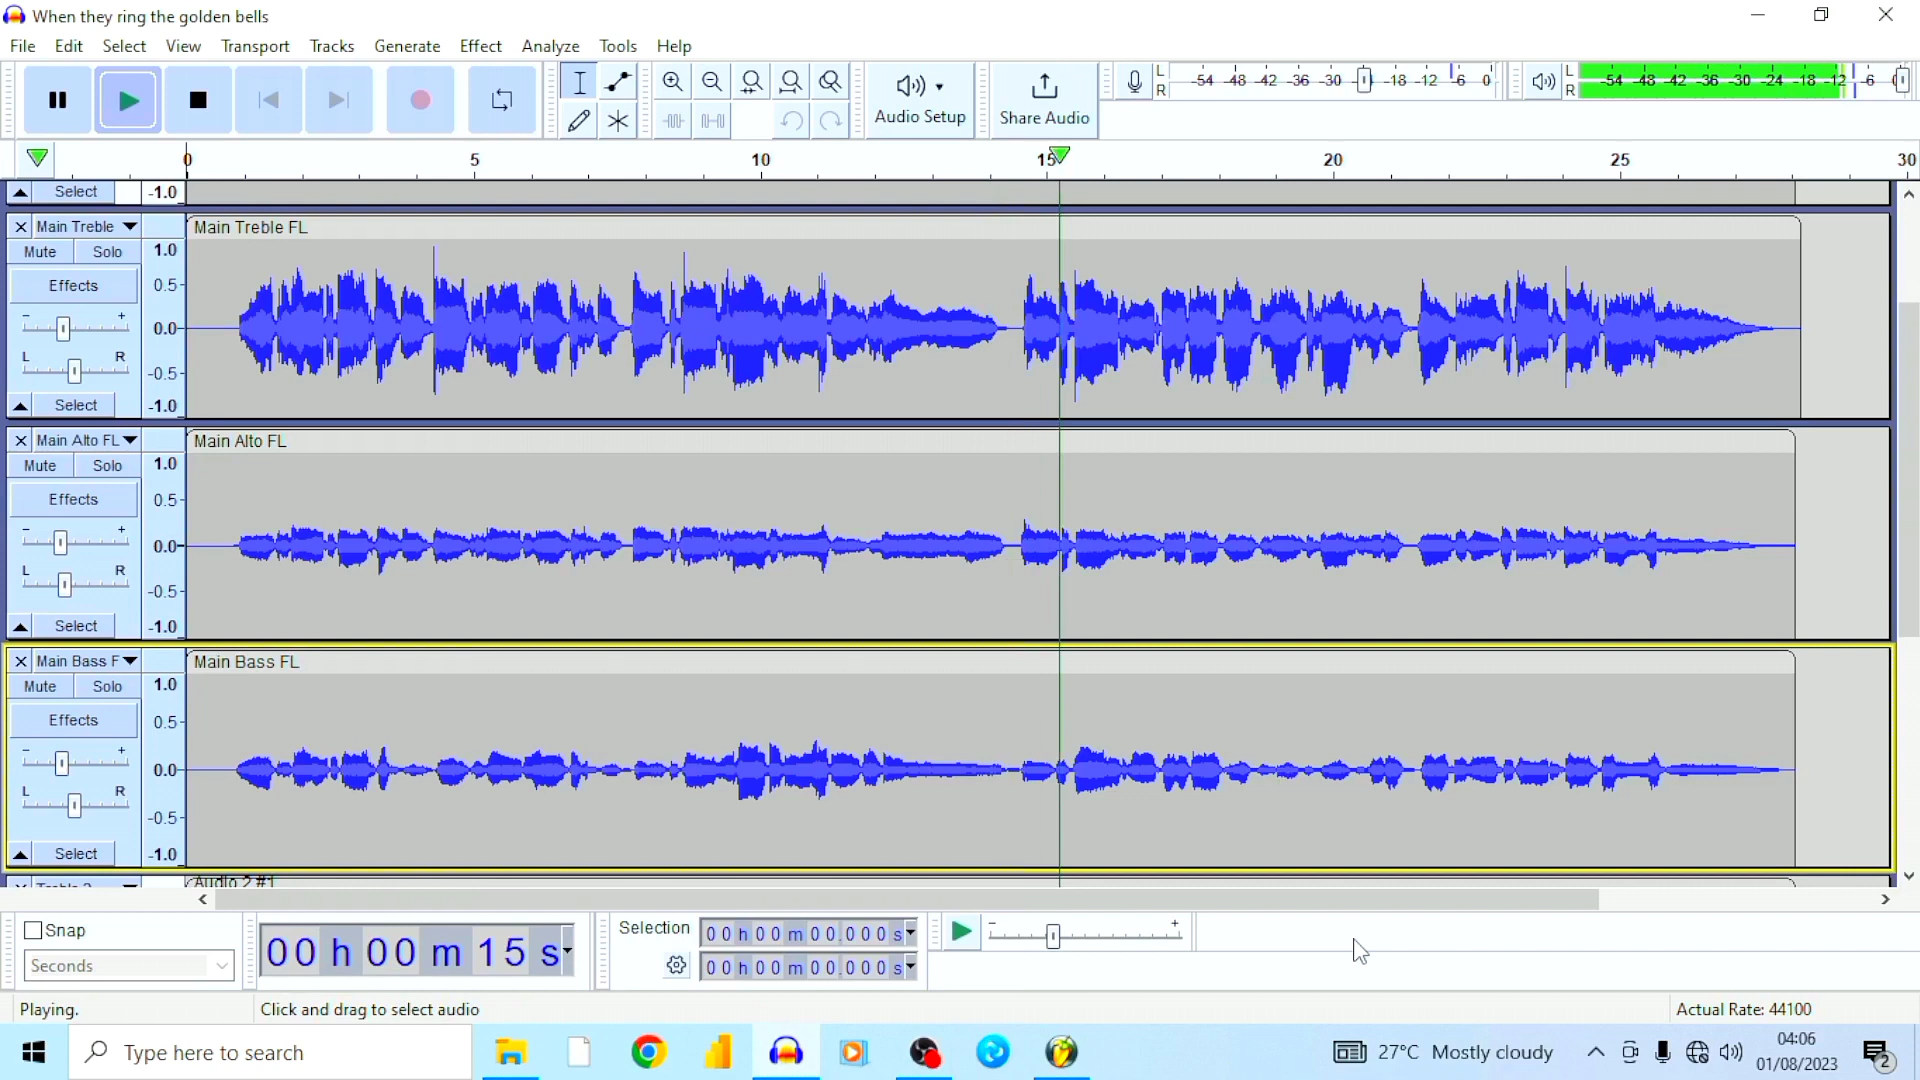 When they ring the golden bells
File Edit Select View Transport Tracks Generate Effect Analyze Tools Help
L -54 -48 -42 -36 -30 -18 -12 -6 0
R
L -54 -48 -42 -36 -30 -24 -18 -12 -6 0
R
Audio Setup
Share Audio
0 5 10 15 20 25 30
Select -1.0
Main Treble
Main Treble FL
Mute Solo
1.0
Effects
0.5
- +
0.0
L R
-0.5
Select
-1.0
Main Alto FL
Main Alto FL
Mute Solo
1.0
Effects
0.5
- +
0.0
L R
-0.5
Select
-1.0
Main Bass F
Main Bass FL
Mute Solo
1.0
Effects
0.5
- +
0.0
L R
-0.5
Select
-1.0
Audio 2 #1
Snap
Seconds
00 h 00 m 15 s
Selection
00 h 00 m 00.000 s
00 h 00 m 00.000 s
- +
Playing.
Click and drag to select audio
Actual Rate: 44100
Type here to search
27°C Mostly cloudy
04:06
01/08/2023
2